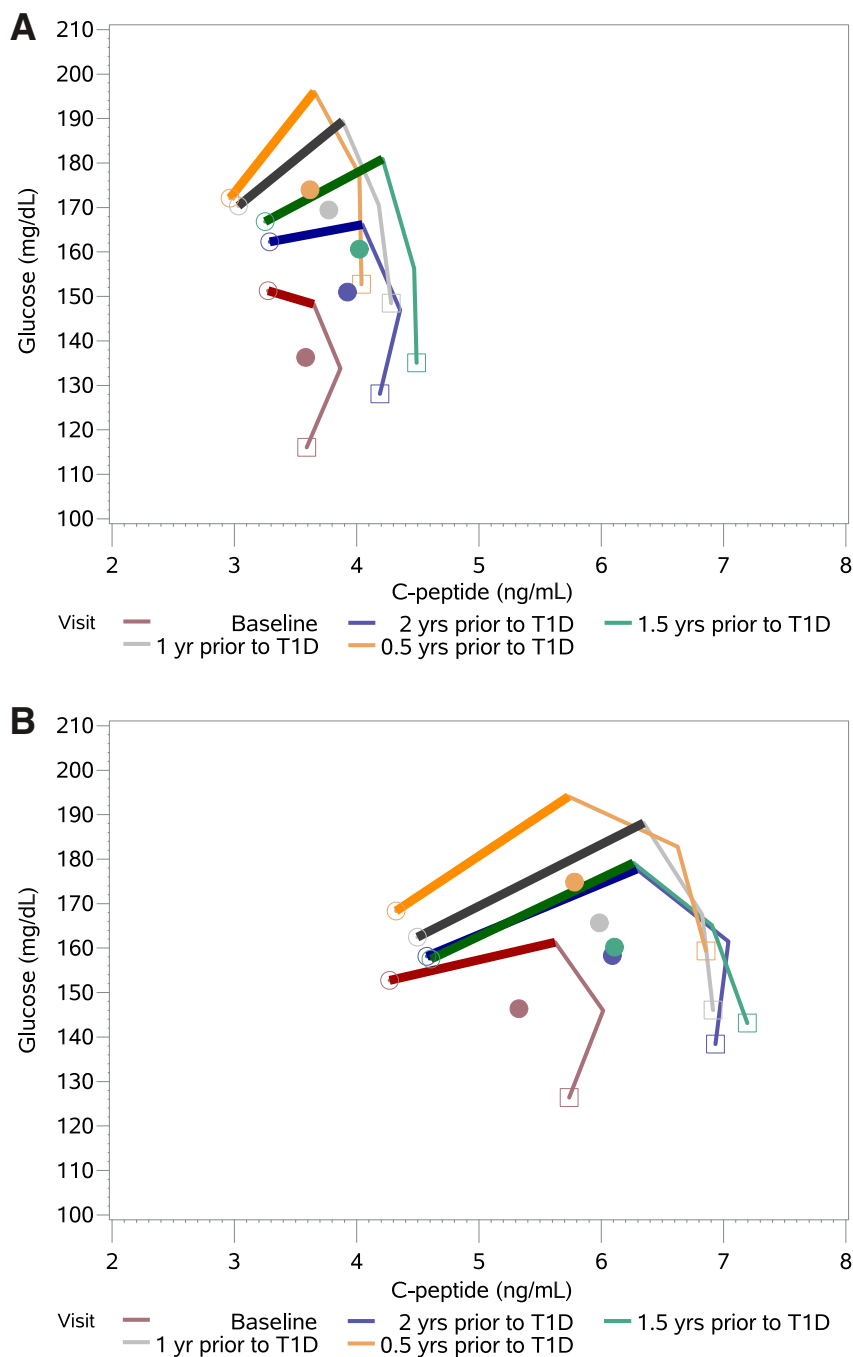 A
210
200
190
180
170
160
150
140
130
120
110
100
Glucose (mg/dL)
2 3 4 5 6 7 8
C-peptide (ng/mL)
Visit Baseline 2 yrs prior to T1D 1.5 yrs prior to T1D
1 yr prior to T1D 0.5 yrs prior to T1D
B
210
200
190
180
170
160
150
140
130
120
110
100
Glucose (mg/dL)
2 3 4 5 6 7 8
C-peptide (ng/mL)
Visit Baseline 2 yrs prior to T1D 1.5 yrs prior to T1D
1 yr prior to T1D 0.5 yrs prior to T1D